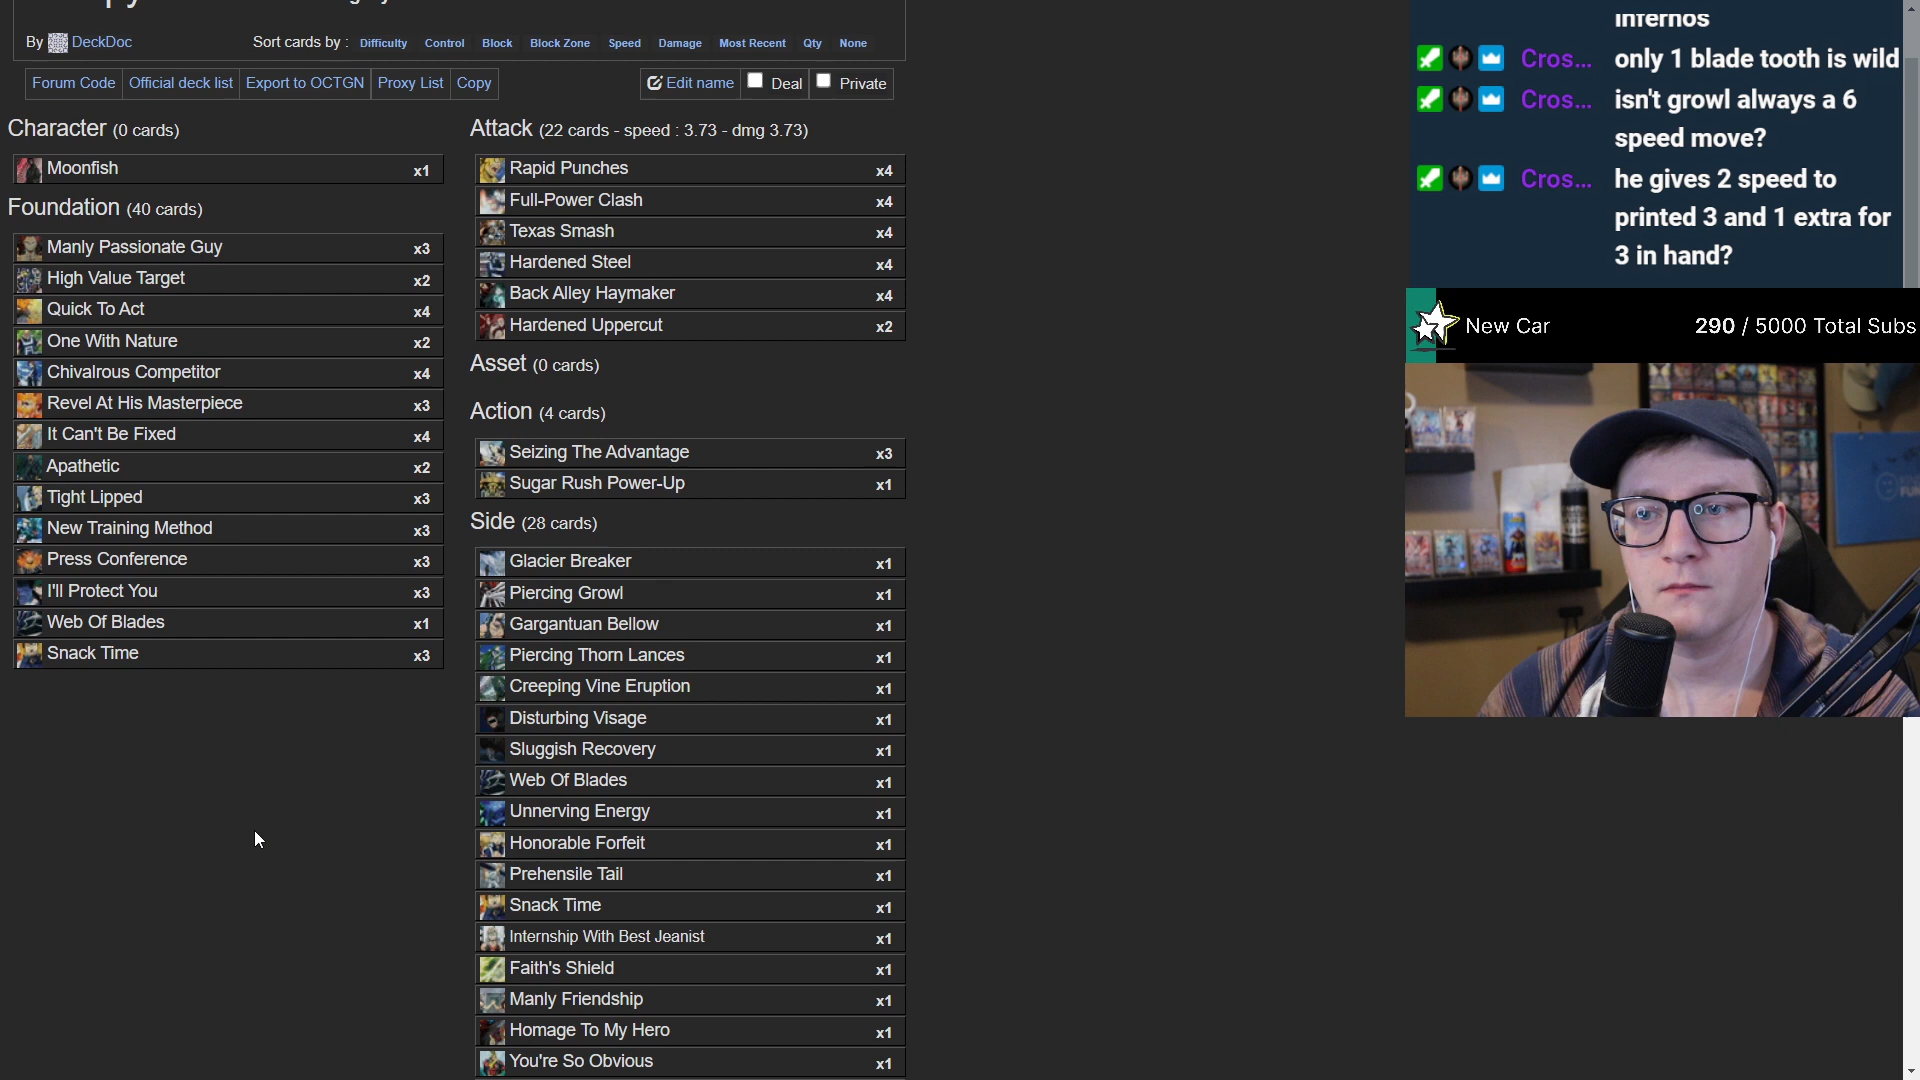 By DeckDoc
Sort cards by : Difficulty Control Block Block Zone Speed Damage Most Recent Qty None
Forum Code Official deck list Export to OCTGN Proxy List Copy
Edit name Deal Private
Character (0 cards)
Moonfish x1
Foundation (40 cards)
Manly Passionate Guy x3
High Value Target x2
Quick To Act x4
One With Nature x2
Chivalrous Competitor x4
Revel At His Masterpiece x3
It Can't Be Fixed x4
Apathetic x2
Tight Lipped x3
New Training Method x3
Press Conference x3
I'll Protect You x3
Web Of Blades x1
Snack Time x3
Attack (22 cards - speed : 3.73 - dmg 3.73)
Rapid Punches x4
Full-Power Clash x4
Texas Smash x4
Hardened Steel x4
Back Alley Haymaker x4
Hardened Uppercut x2
Asset (0 cards)
Action (4 cards)
Seizing The Advantage x3
Sugar Rush Power-Up x1
Side (28 cards)
Glacier Breaker x1
Piercing Growl x1
Gargantuan Bellow x1
Piercing Thorn Lances x1
Creeping Vine Eruption x1
Disturbing Visage x1
Sluggish Recovery x1
Web Of Blades x1
Unnerving Energy x1
Honorable Forfeit x1
Prehensile Tail x1
Snack Time x1
Internship With Best Jeanist x1
Faith's Shield x1
Manly Friendship x1
Homage To My Hero x1
You're So Obvious x1
infernos
Cros... only 1 blade tooth is wild
Cros... isn't growl always a 6
speed move?
Cros... he gives 2 speed to
printed 3 and 1 extra for
3 in hand?
New Car 290 / 5000 Total Subs